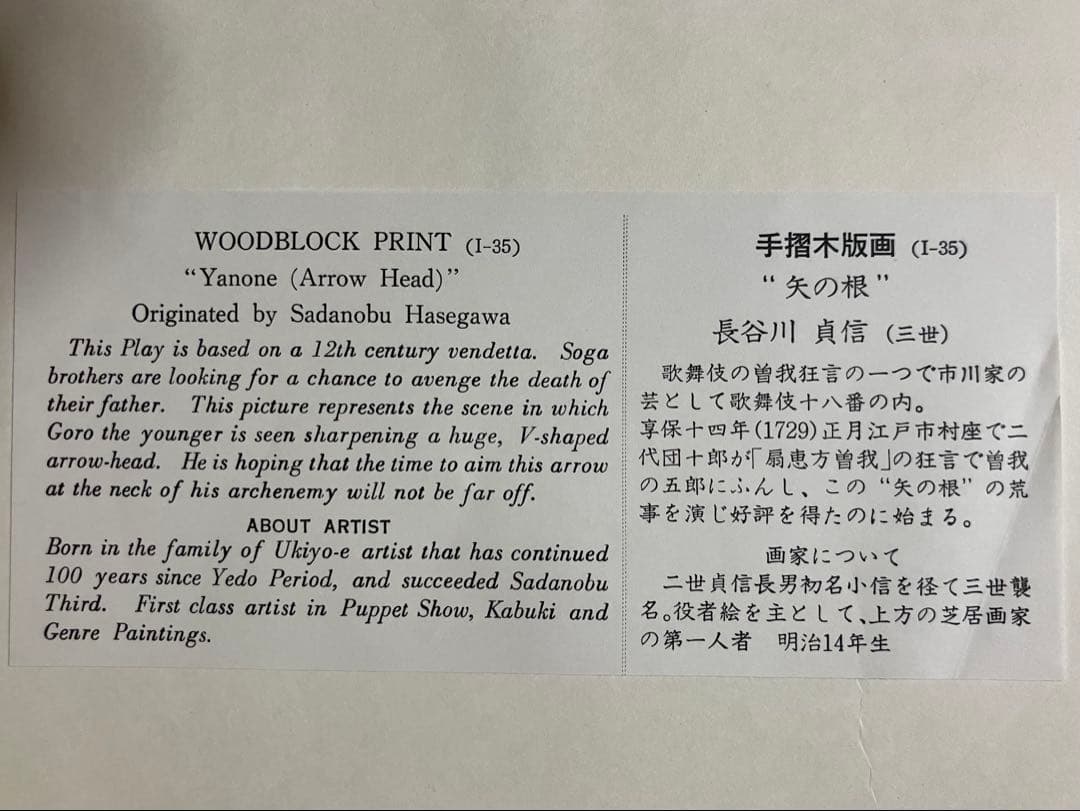 WOODBLOCK PRINT (I-35)
“Yanone (Arrow Head)”
Originated by Sadanobu Hasegawa
This Play is based on a 12th century vendetta. Soga
brothers are looking for a chance to avenge the death of
their father. This picture represents the scene in which
Goro the younger is seen sharpening a huge, V-shaped
arrow-head. He is hoping that the time to aim this arrow
at the neck of his archenemy will not be far off.
ABOUT ARTIST
Born in the family of Ukiyo-e artist that has continued
100 years since Yedo Period, and succeeded Sadanobu
Third. First class artist in Puppet Show, Kabuki and
Genre Paintings.
手摺木版画 (I-35)
“矢の根”
長谷川 貞信 (三世)
歌舞伎の曽我狂言の一つで市川家の
芸として歌舞伎十八番の内。
享保十四年(1729)正月江戸市村座で二
代団十郎が「扇恵方曽我」の狂言で曽我
の五郎にふんし、この “矢の根” の荒
事を演じ好評を得たのに始まる。
画家について
二世貞信長男初名小信を径て三世襲
名。役者絵を主として、上方の芝居画家
の第一人者 明治14年生